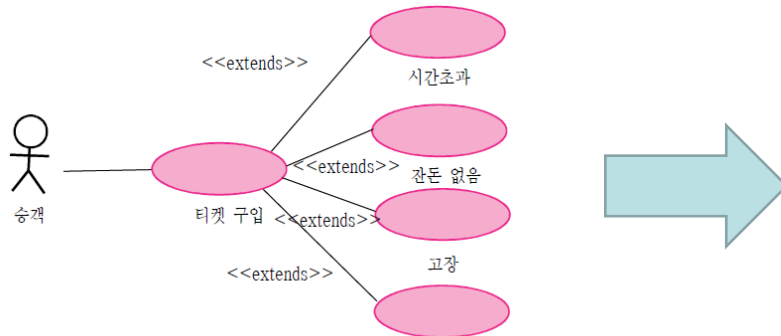 <<extends>>
시간초과
<<extends>>
잔돈 없음
승객
티켓 구입
<<extends>>
고장
<<extends>>